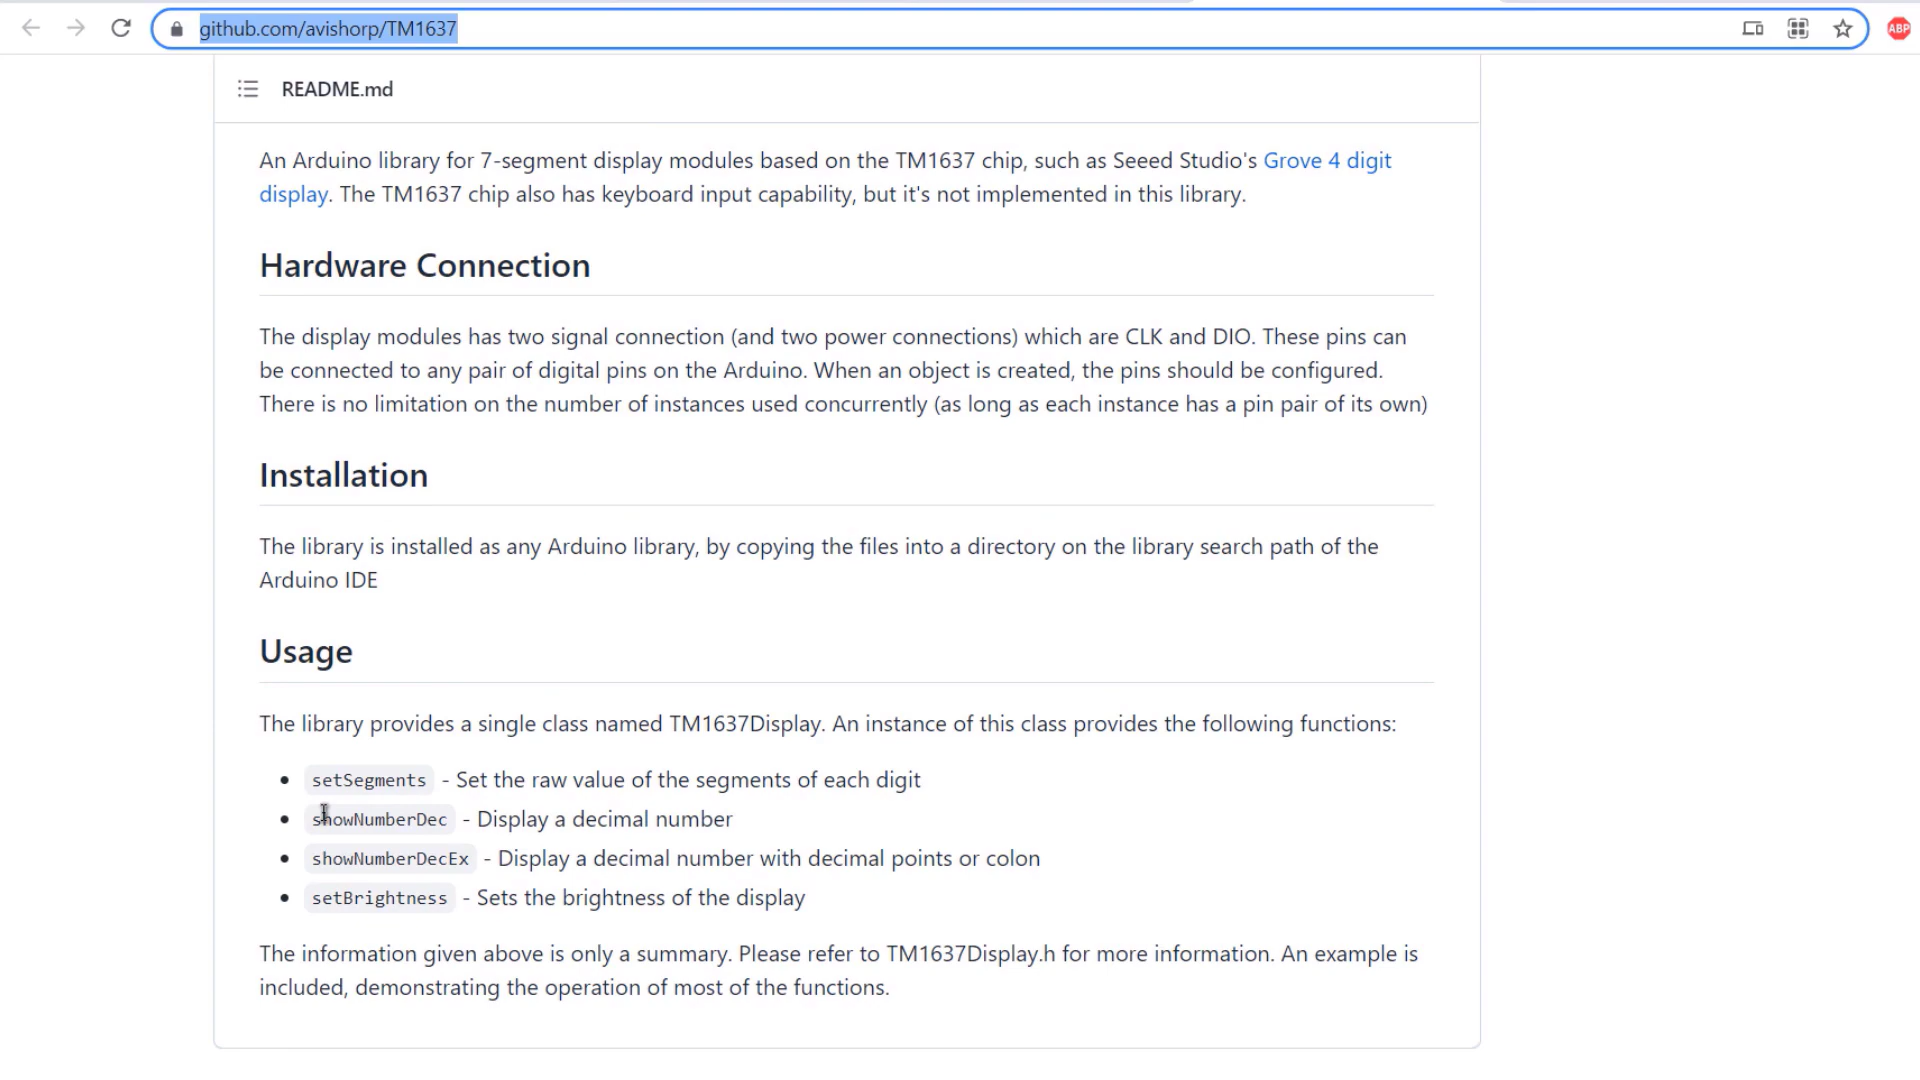 github.com/avishorp/TM1637
ABP
README.md
An Arduino library for 7-segment display modules based on the TM1637 chip, such as Seeed Studio's Grove 4 digit
display. The TM1637 chip also has keyboard input capability, but it's not implemented in this library.
Hardware Connection
The display modules has two signal connection (and two power connections) which are CLK and DIO. These pins can
be connected to any pair of digital pins on the Arduino. When an object is created, the pins should be configured.
There is no limitation on the number of instances used concurrently (as long as each instance has a pin pair of its own)
Installation
The library is installed as any Arduino library, by copying the files into a directory on the library search path of the
Arduino IDE
Usage
The library provides a single class named TM1637Display. An instance of this class provides the following functions:
• setSegments - Set the raw value of the segments of each digit
• showNumberDec - Display a decimal number
• showNumberDecEx - Display a decimal number with decimal points or colon
• setBrightness - Sets the brightness of the display
The information given above is only a summary. Please refer to TM1637Display.h for more information. An example is
included, demonstrating the operation of most of the functions.